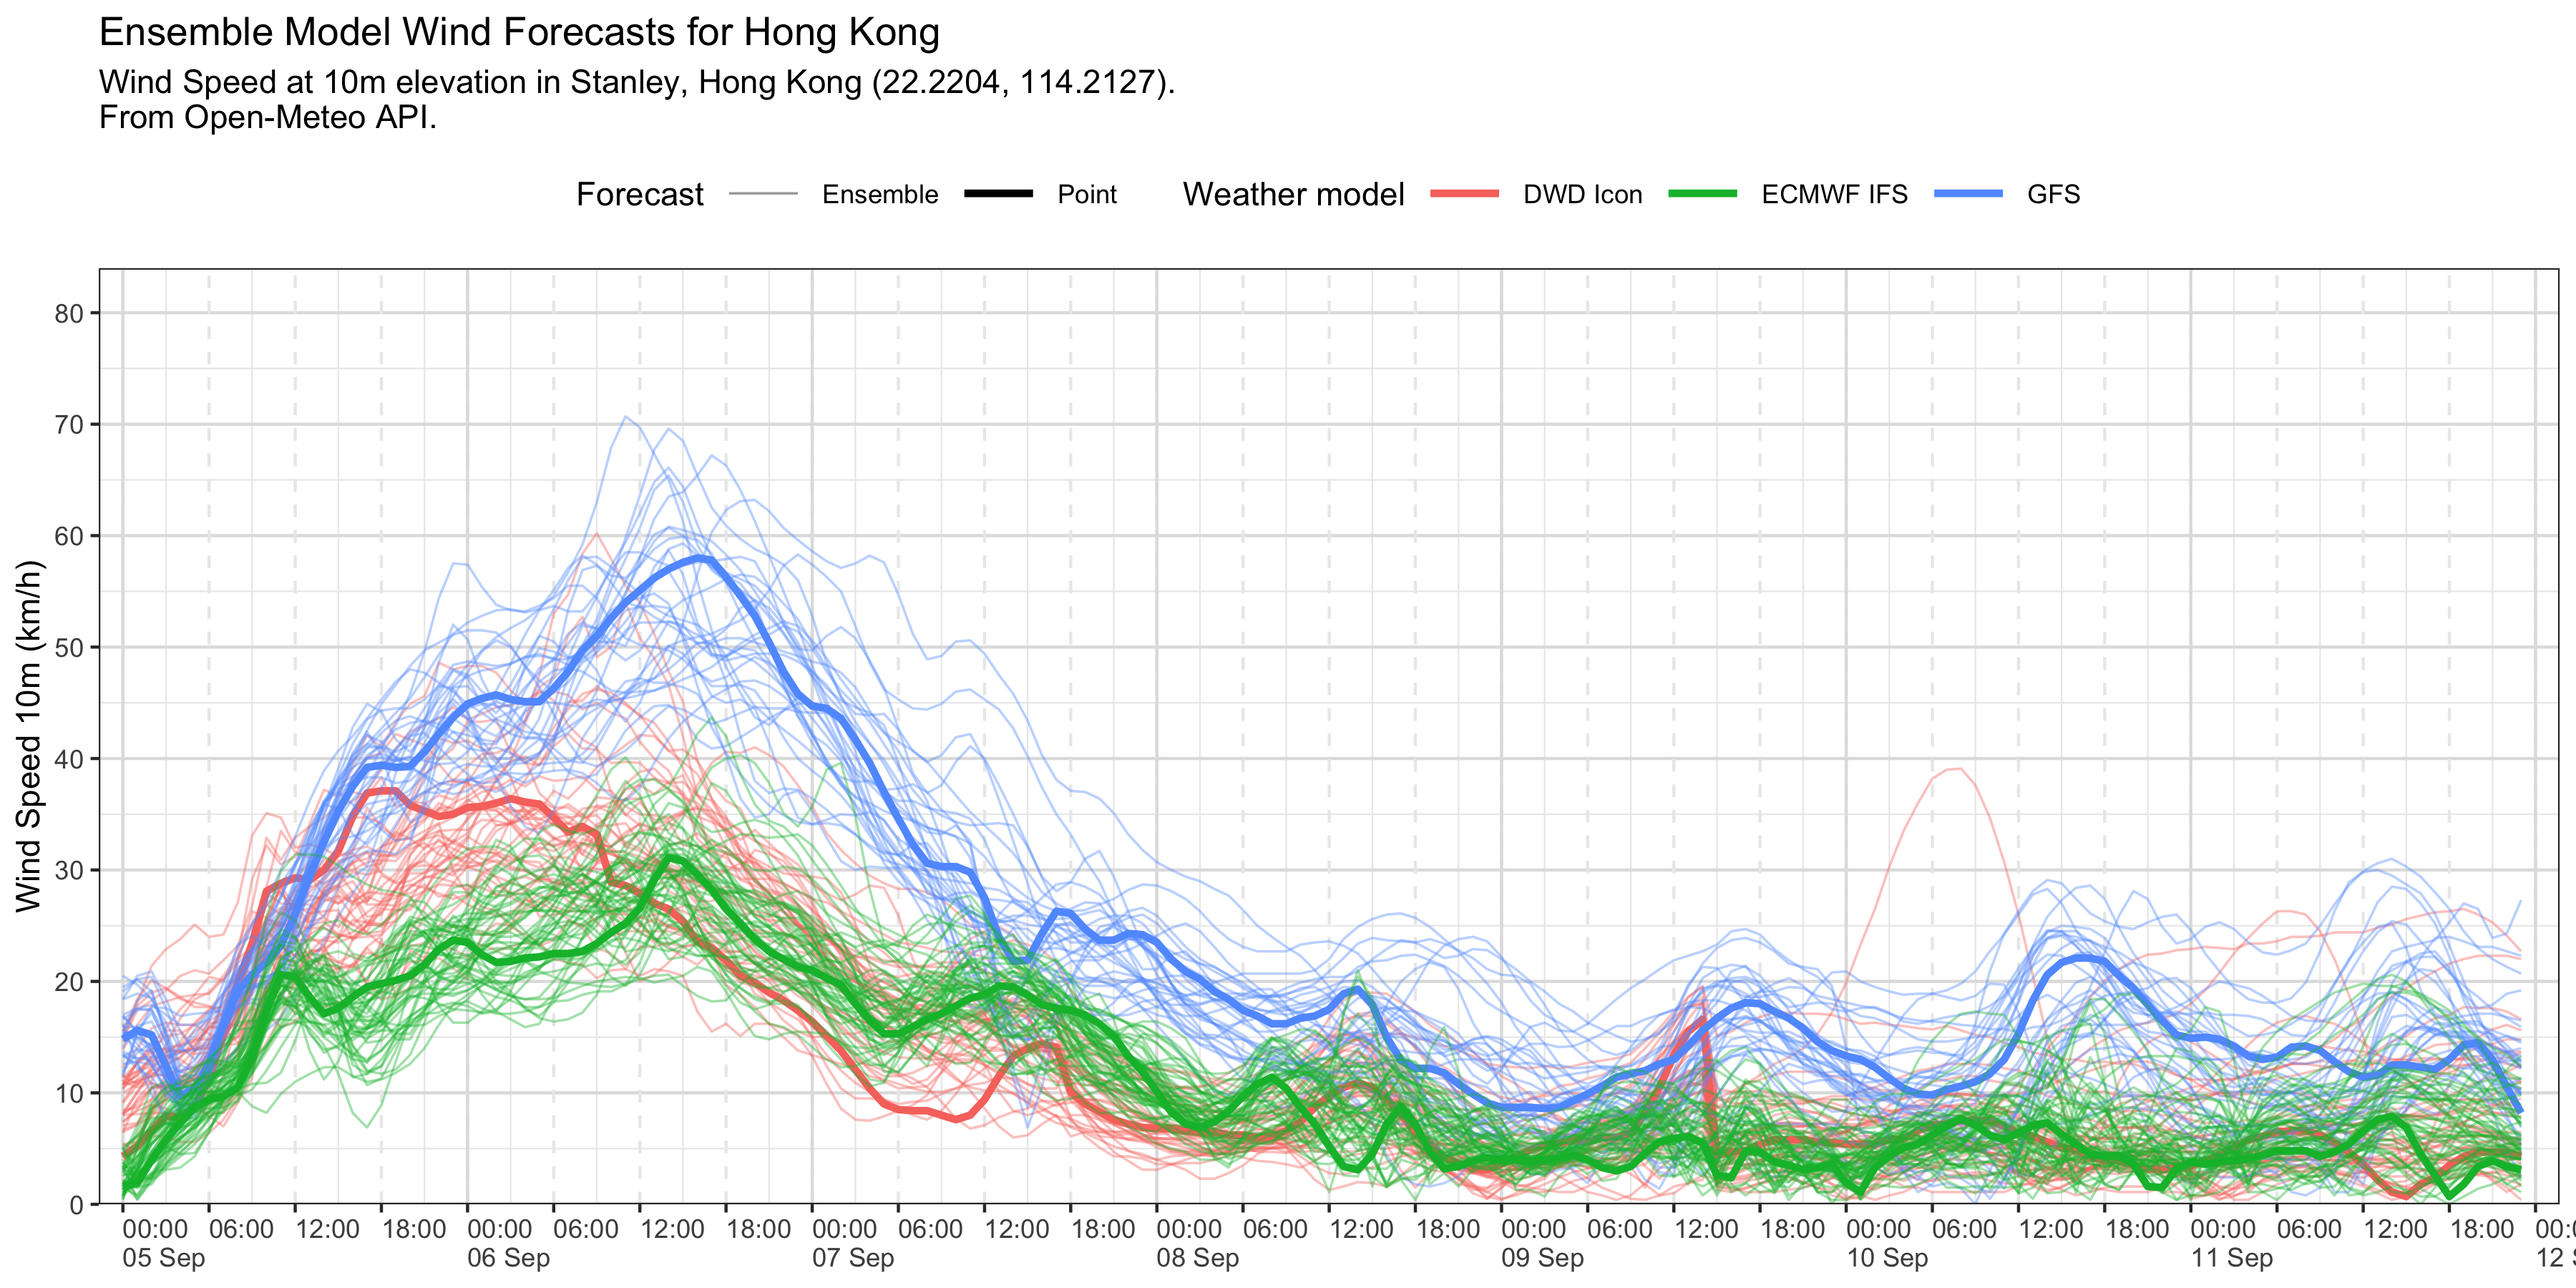 Ensemble Model Wind Forecasts for Hong Kong
Wind Speed at 10m elevation in Stanley, Hong Kong (22.2204, 114.2127).
From Open-Meteo API.
Forecast Ensemble Point Weather model DWD Icon ECMWF IFS GFS
Wind Speed 10m (km/h)
80
70
60
50
40
30
20
10
0
00:00 06:00 12:00 18:00 00:00 06:00 12:00 18:00 00:00 06:00 12:00 18:00 00:00 06:00 12:00 18:00 00:00 06:00 12:00 18:00 00:00 06:00 12:00 18:00 00:00 06:00 12:00 18:00
05 Sep 06 Sep 07 Sep 08 Sep 09 Sep 10 Sep 11 Sep 12